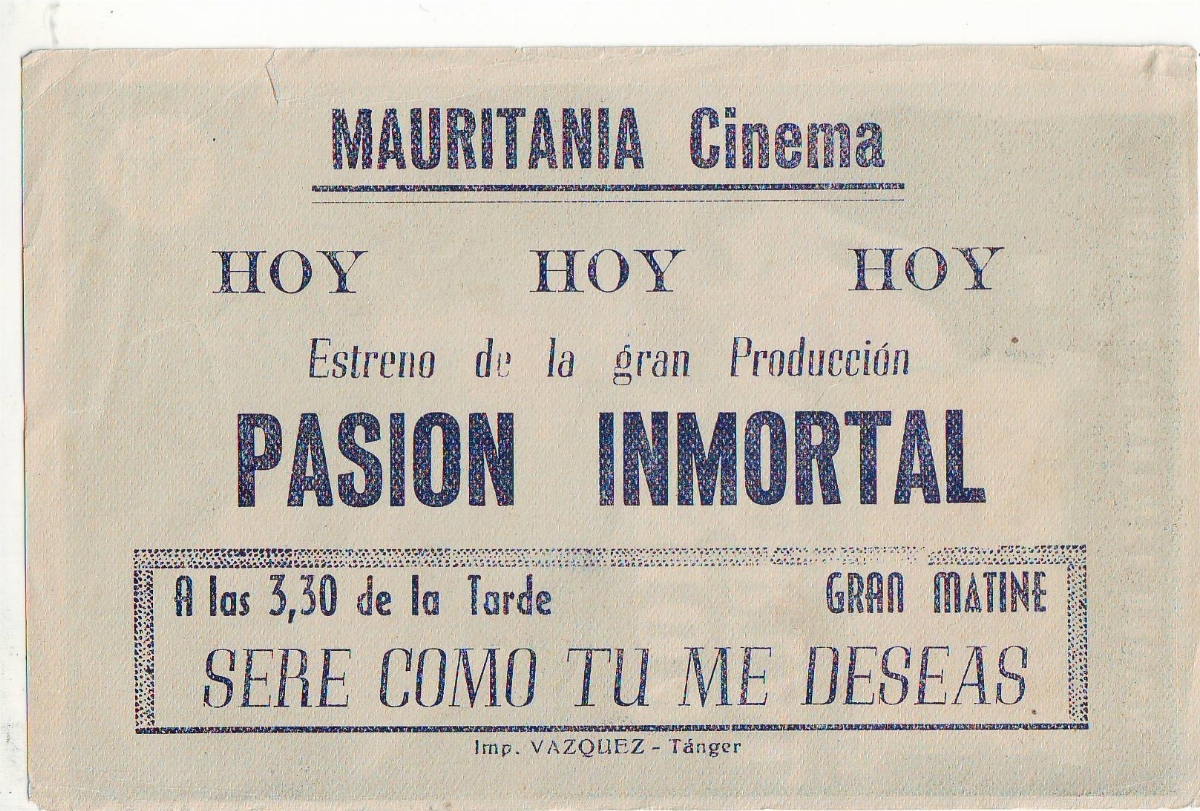 MAURITANIA Cinema
HOY HOY HOY
Estreno de la gran Producción
PASION INMORTAL
A las 3,30 de la Tarde GRAN MATINE
SERE COMO TU ME DESEAS
Imp. VAZQUEZ - Tánger